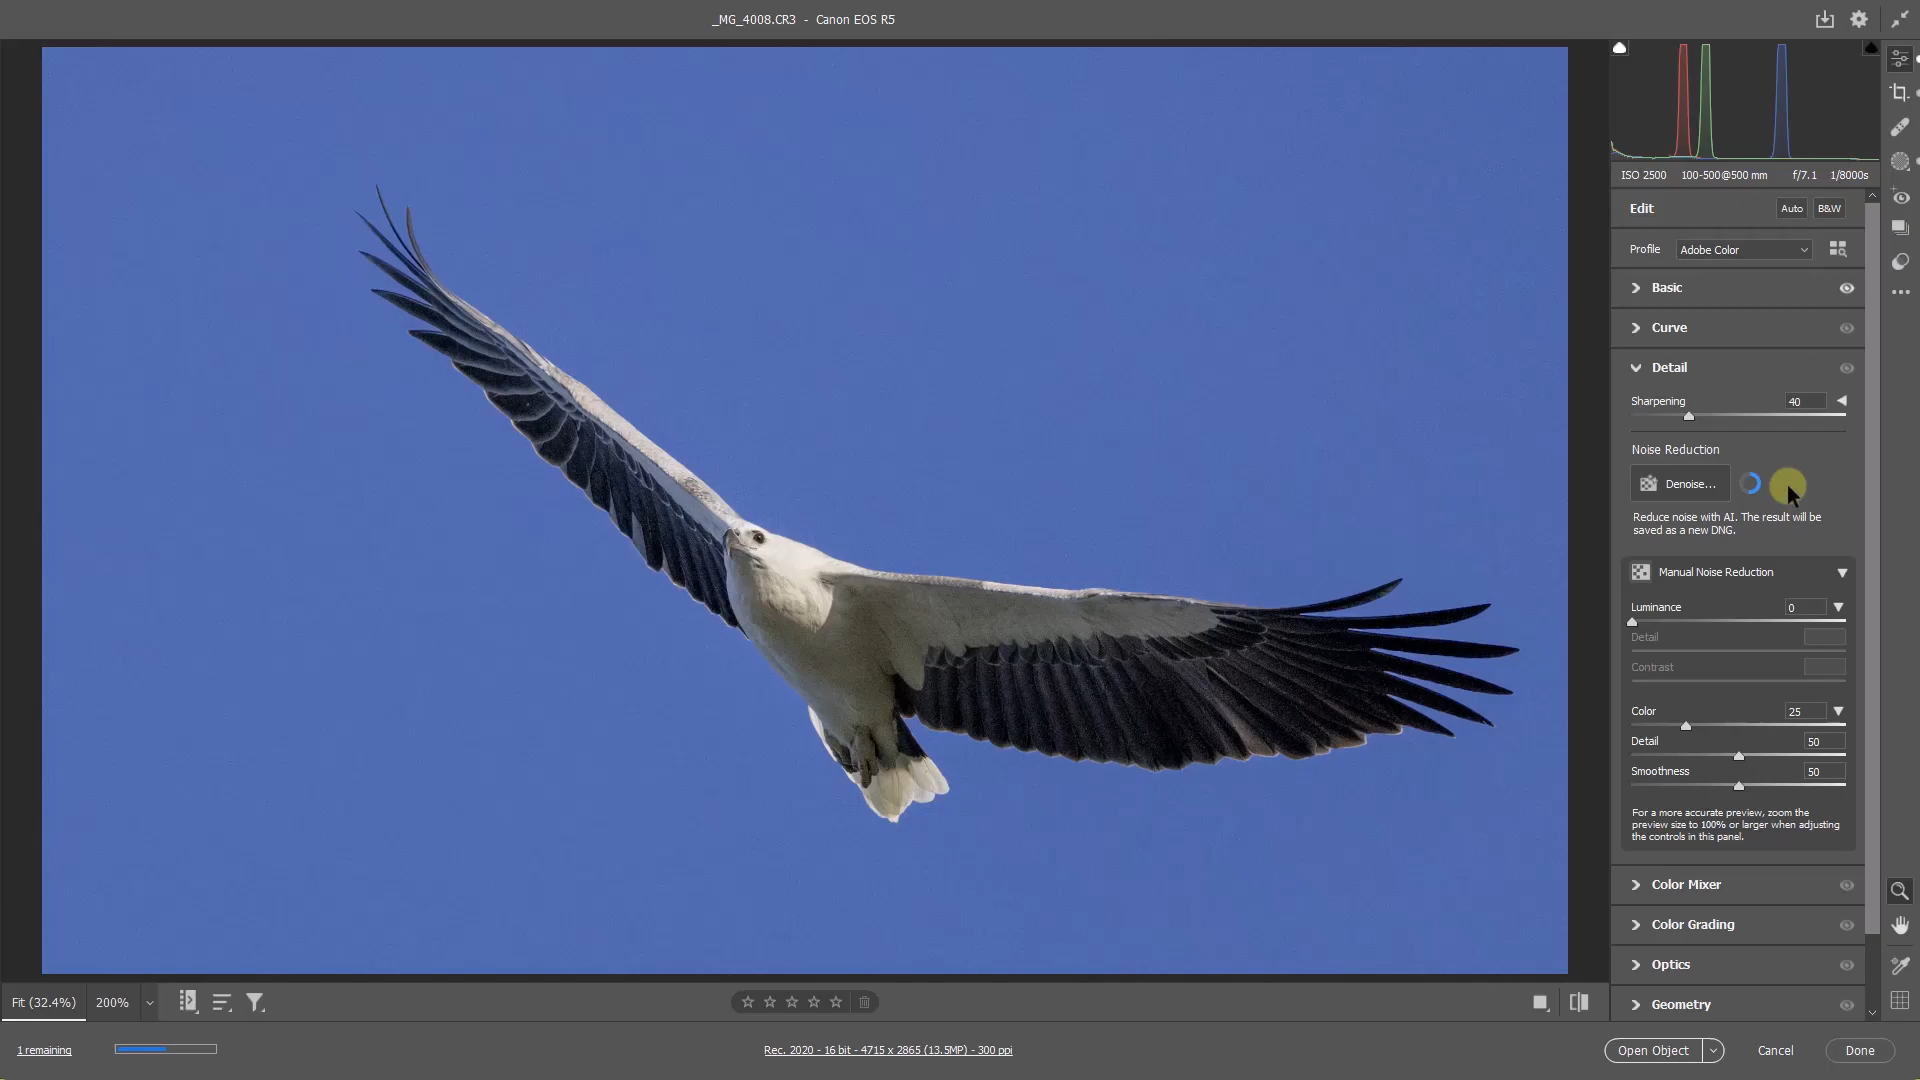 _MG_4008.CR3 - Canon EOS R5
ISO 2500 100-500@500 mm f/7.1 1/8000s
Edit Auto B&W
Profile Adobe Color
Basic
Curve
Detail
Sharpening 40
Noise Reduction
Denoise...
Reduce noise with AI. The result will be
saved as a new DNG.
Manual Noise Reduction
Luminance 0
Detail
Contrast
Color 25
Detail 50
Smoothness 50
For a more accurate preview, zoom the
preview size to 100% or larger when adjusting
the controls in this panel.
Color Mixer
Color Grading
Optics
Geometry
Fit (32.4%) 200%
1 remaining
Rec. 2020 - 16 bit - 4715 x 2865 (13.5MP) - 300 ppi
Open Object Cancel Done